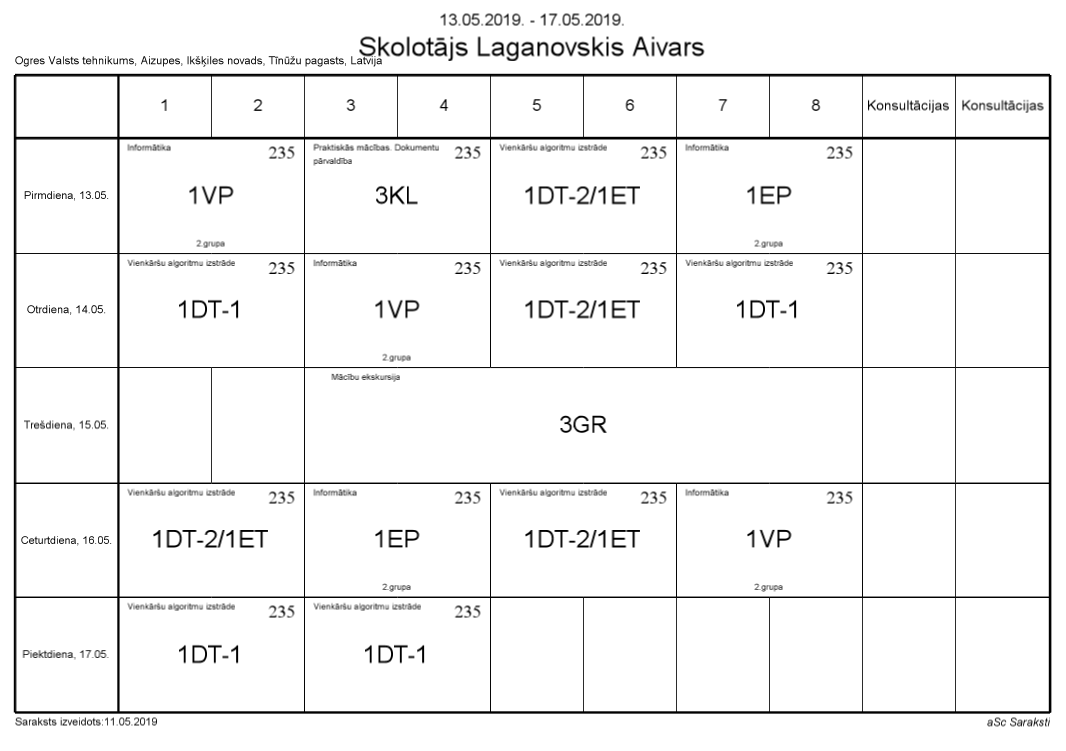 13.05.2019. - 17.05.2019.
Skolotājs Laganovskis Aivars
Ogres Valsts tehnikums, Aizupes, Ikšķiles novads, Tīnūžu pagasts, Latvija
1 2 3 4 5 6 7 8 Konsultācijas Konsultācijas
Pirmdiena, 13.05.
Informātika 235
1VP
2.grupa
Praktiskās mācības. Dokumentu 235
pārvaldība
3KL
Vienkāršu algoritmu izstrāde 235
1DT-2/1ET
Informātika 235
1EP
2.grupa
Otrdiena, 14.05.
Vienkāršu algoritmu izstrāde 235
1DT-1
Informātika 235
1VP
2.grupa
Vienkāršu algoritmu izstrāde 235
1DT-2/1ET
Vienkāršu algoritmu izstrāde 235
1DT-1
Trešdiena, 15.05.
Mācību ekskursija
3GR
Ceturtdiena, 16.05.
Vienkāršu algoritmu izstrāde 235
1DT-2/1ET
Informātika 235
1EP
2.grupa
Vienkāršu algoritmu izstrāde 235
1DT-2/1ET
Informātika 235
1VP
2.grupa
Piektdiena, 17.05.
Vienkāršu algoritmu izstrāde 235
1DT-1
Vienkāršu algoritmu izstrāde 235
1DT-1
Saraksts izveidots:11.05.2019
aSc Saraksti